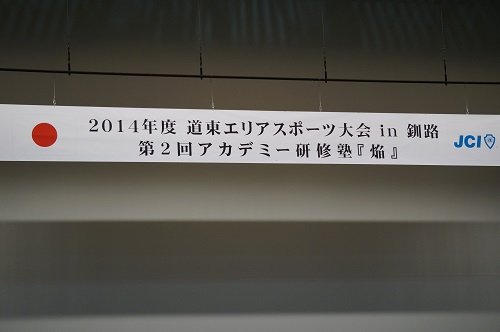 2014年度 道東エリアスポーツ大会 in 釧路
第2回アカデミー研修塾『焔』
JCI